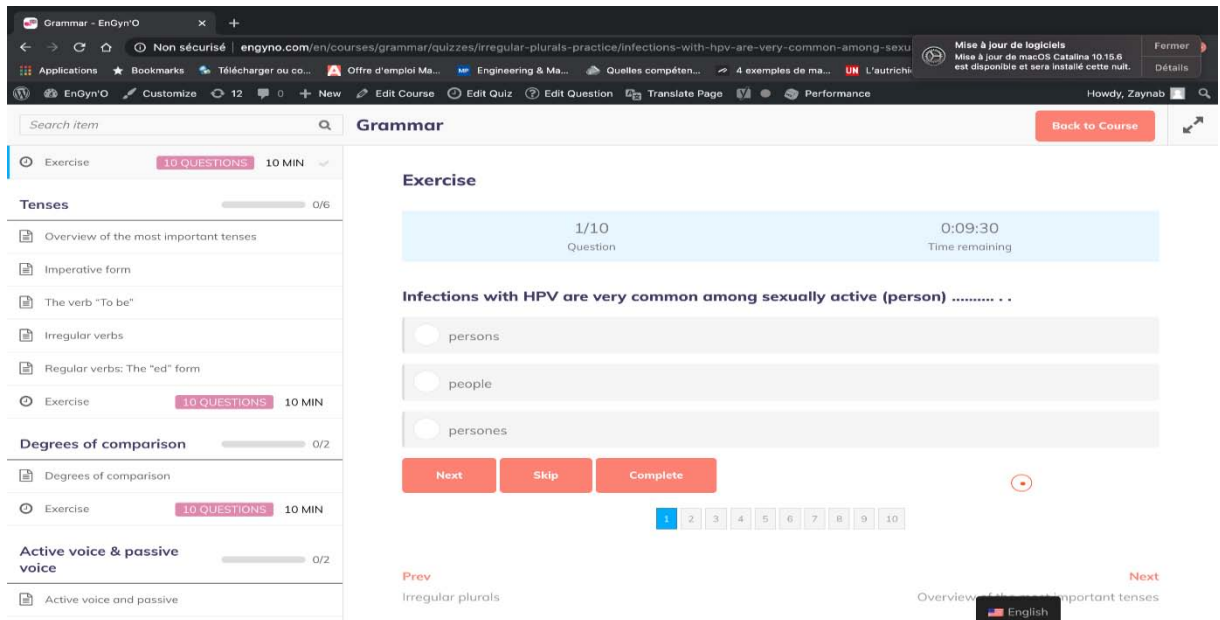 Grammar - EnGyn'O
Non sécurisé | engyno.com/en/courses/grammar/quizzes/irregular-plurals-practice/infections-with-hpv-are-very-common-among-sexu
Mise à jour de logiciels
Mise à jour de macOS Catalina 10.15.6
est disponible et sera installé cette nuit.
Fermer
Détails
Applications Bookmarks Télécharger ou co... Offre d'emploi Ma... Engineering & Ma... Quelles compéten... 4 exemples de ma... UN L'autrichi
EnGyn'O Customize 12 0 + New Edit Course Edit Quiz Edit Question Translate Page Performance Howdy, Zaynab
Search item
Grammar
Back to Course
Exercise 10 QUESTIONS 10 MIN
Tenses 0/6
Overview of the most important tenses
Imperative form
The verb "To be"
Irregular verbs
Regular verbs: The "ed" form
Exercise 10 QUESTIONS 10 MIN
Degrees of comparison 0/2
Degrees of comparison
Exercise 10 QUESTIONS 10 MIN
Active voice & passive
voice 0/2
Active voice and passive
Exercise
1/10 0:09:30
Question Time remaining
Infections with HPV are very common among sexually active (person) .......... . .
persons
people
persones
Next Skip Complete
1 2 3 4 5 6 7 8 9 10
Prev Next
Irregular plurals Overview of the most important tenses
English